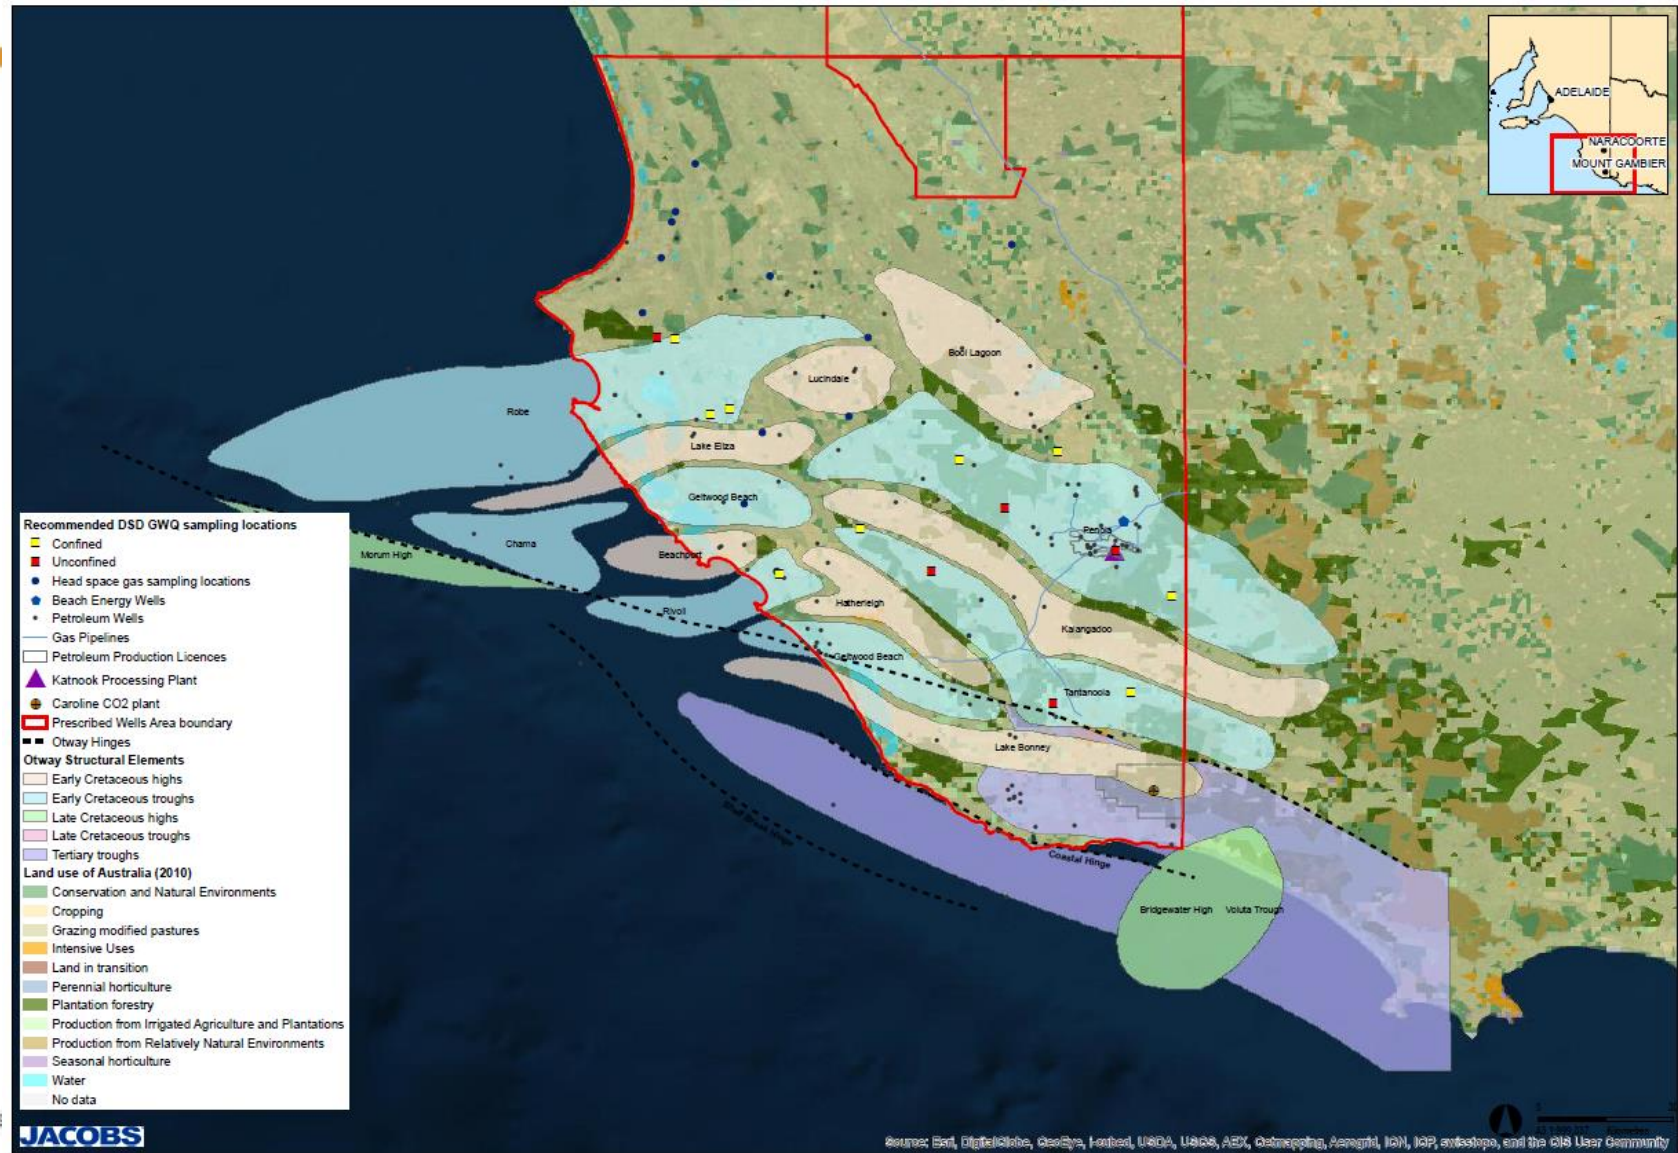 ADELAIDE
NARACOORTE
MOUNT GAMBIER
Bool Lagoon
Lucindale
Robe
Lake Eliza
Geltwood Beach
Penola
Chama
Morum High
Beachport
Rivoli
Hatherleigh
Kalangadoo
Geltwood Beach
Tantanoola
Lake Bonney
Coastal Hinge
Bridgewater High
Voluta Trough
Recommended DSD GWQ sampling locations
Confined
Unconfined
Head space gas sampling locations
Beach Energy Wells
Petroleum Wells
Gas Pipelines
Petroleum Production Licences
Katnook Processing Plant
Caroline CO2 plant
Prescribed Wells Area boundary
Otway Hinges
Otway Structural Elements
Early Cretaceous highs
Early Cretaceous troughs
Late Cretaceous highs
Late Cretaceous troughs
Tertiary troughs
Land use of Australia (2010)
Conservation and Natural Environments
Cropping
Grazing modified pastures
Intensive Uses
Land in transition
Perennial horticulture
Plantation forestry
Production from Irrigated Agriculture and Plantations
Production from Relatively Natural Environments
Seasonal horticulture
Water
No data
JACOBS
Source: Esri, DigitalGlobe, GeoEye, i-cubed, USDA, USGS, AEX, Getmapping, Aerogrid, IGN, IGP, swisstopo, and the GIS User Community